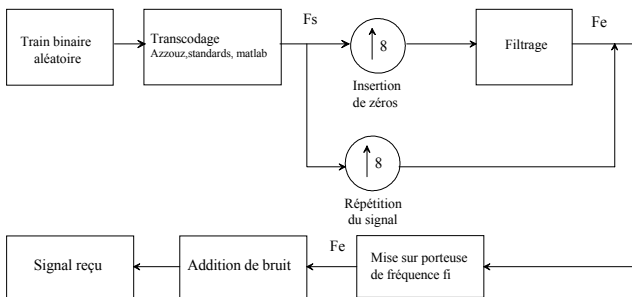 Train binaire
aléatoire
Transcodage
Azzouz,standards, matlab
Fs
8
Insertion
de zéros
Filtrage
Fe
8
Répétition
du signal
Signal reçu
Addition de bruit
Fe
Mise sur porteuse
de fréquence fi